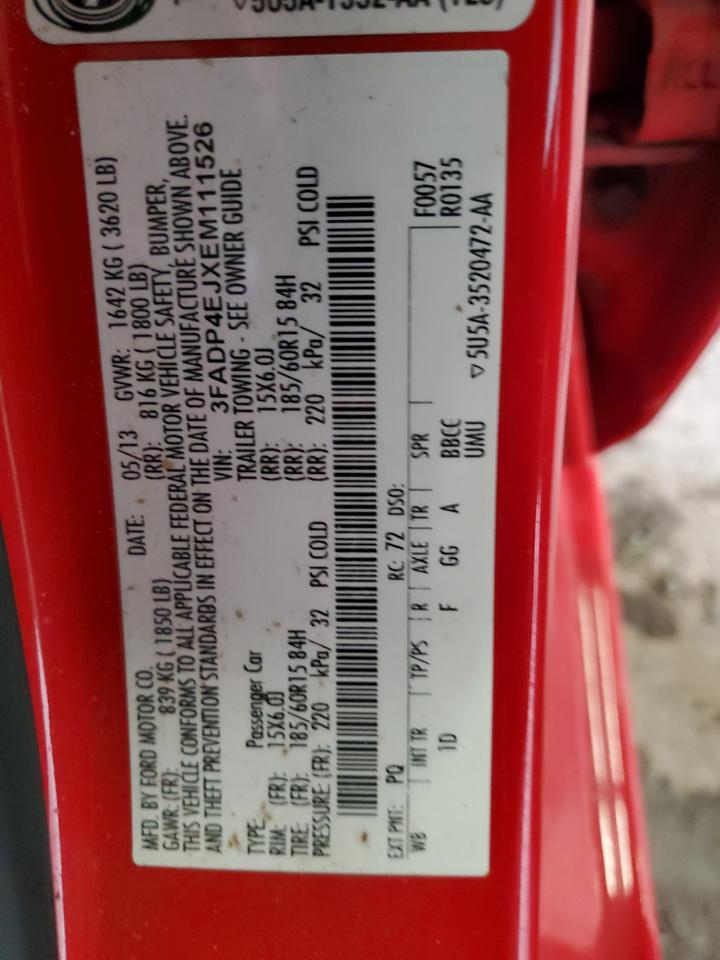 5U5A-1532-AA
MFD. BY FORD MOTOR CO. DATE: 05/13 GVWR: 1642 KG ( 3620 LB)
GAWR: (FR): 839 KG ( 1850 LB) (RR): 816 KG ( 1800 LB)
THIS VEHICLE CONFORMS TO ALL APPLICABLE FEDERAL MOTOR VEHICLE SAFETY, BUMPER,
AND THEFT PREVENTION STANDARDS IN EFFECT ON THE DATE OF MANUFACTURE SHOWN ABOVE.
VIN: 3FADP4EJXEM111526
TYPE: Passenger Car TRAILER TOWING - SEE OWNER GUIDE
RIM: (FR): 15X6.0J (RR): 15X6.0J
TIRE: (FR): 185/60R15 84H (RR): 185/60R15 84H
PRESSURE (FR): 220 kPa/ 32 PSI COLD (RR): 220 kPa/ 32 PSI COLD
EXT PNT: PQ RC: 72 DSO: F0057
WB INT TR TP/PS R AXLE TR SPR R0135
1D F GG A BBCE
UMU
▽5U5A-3520472-AA